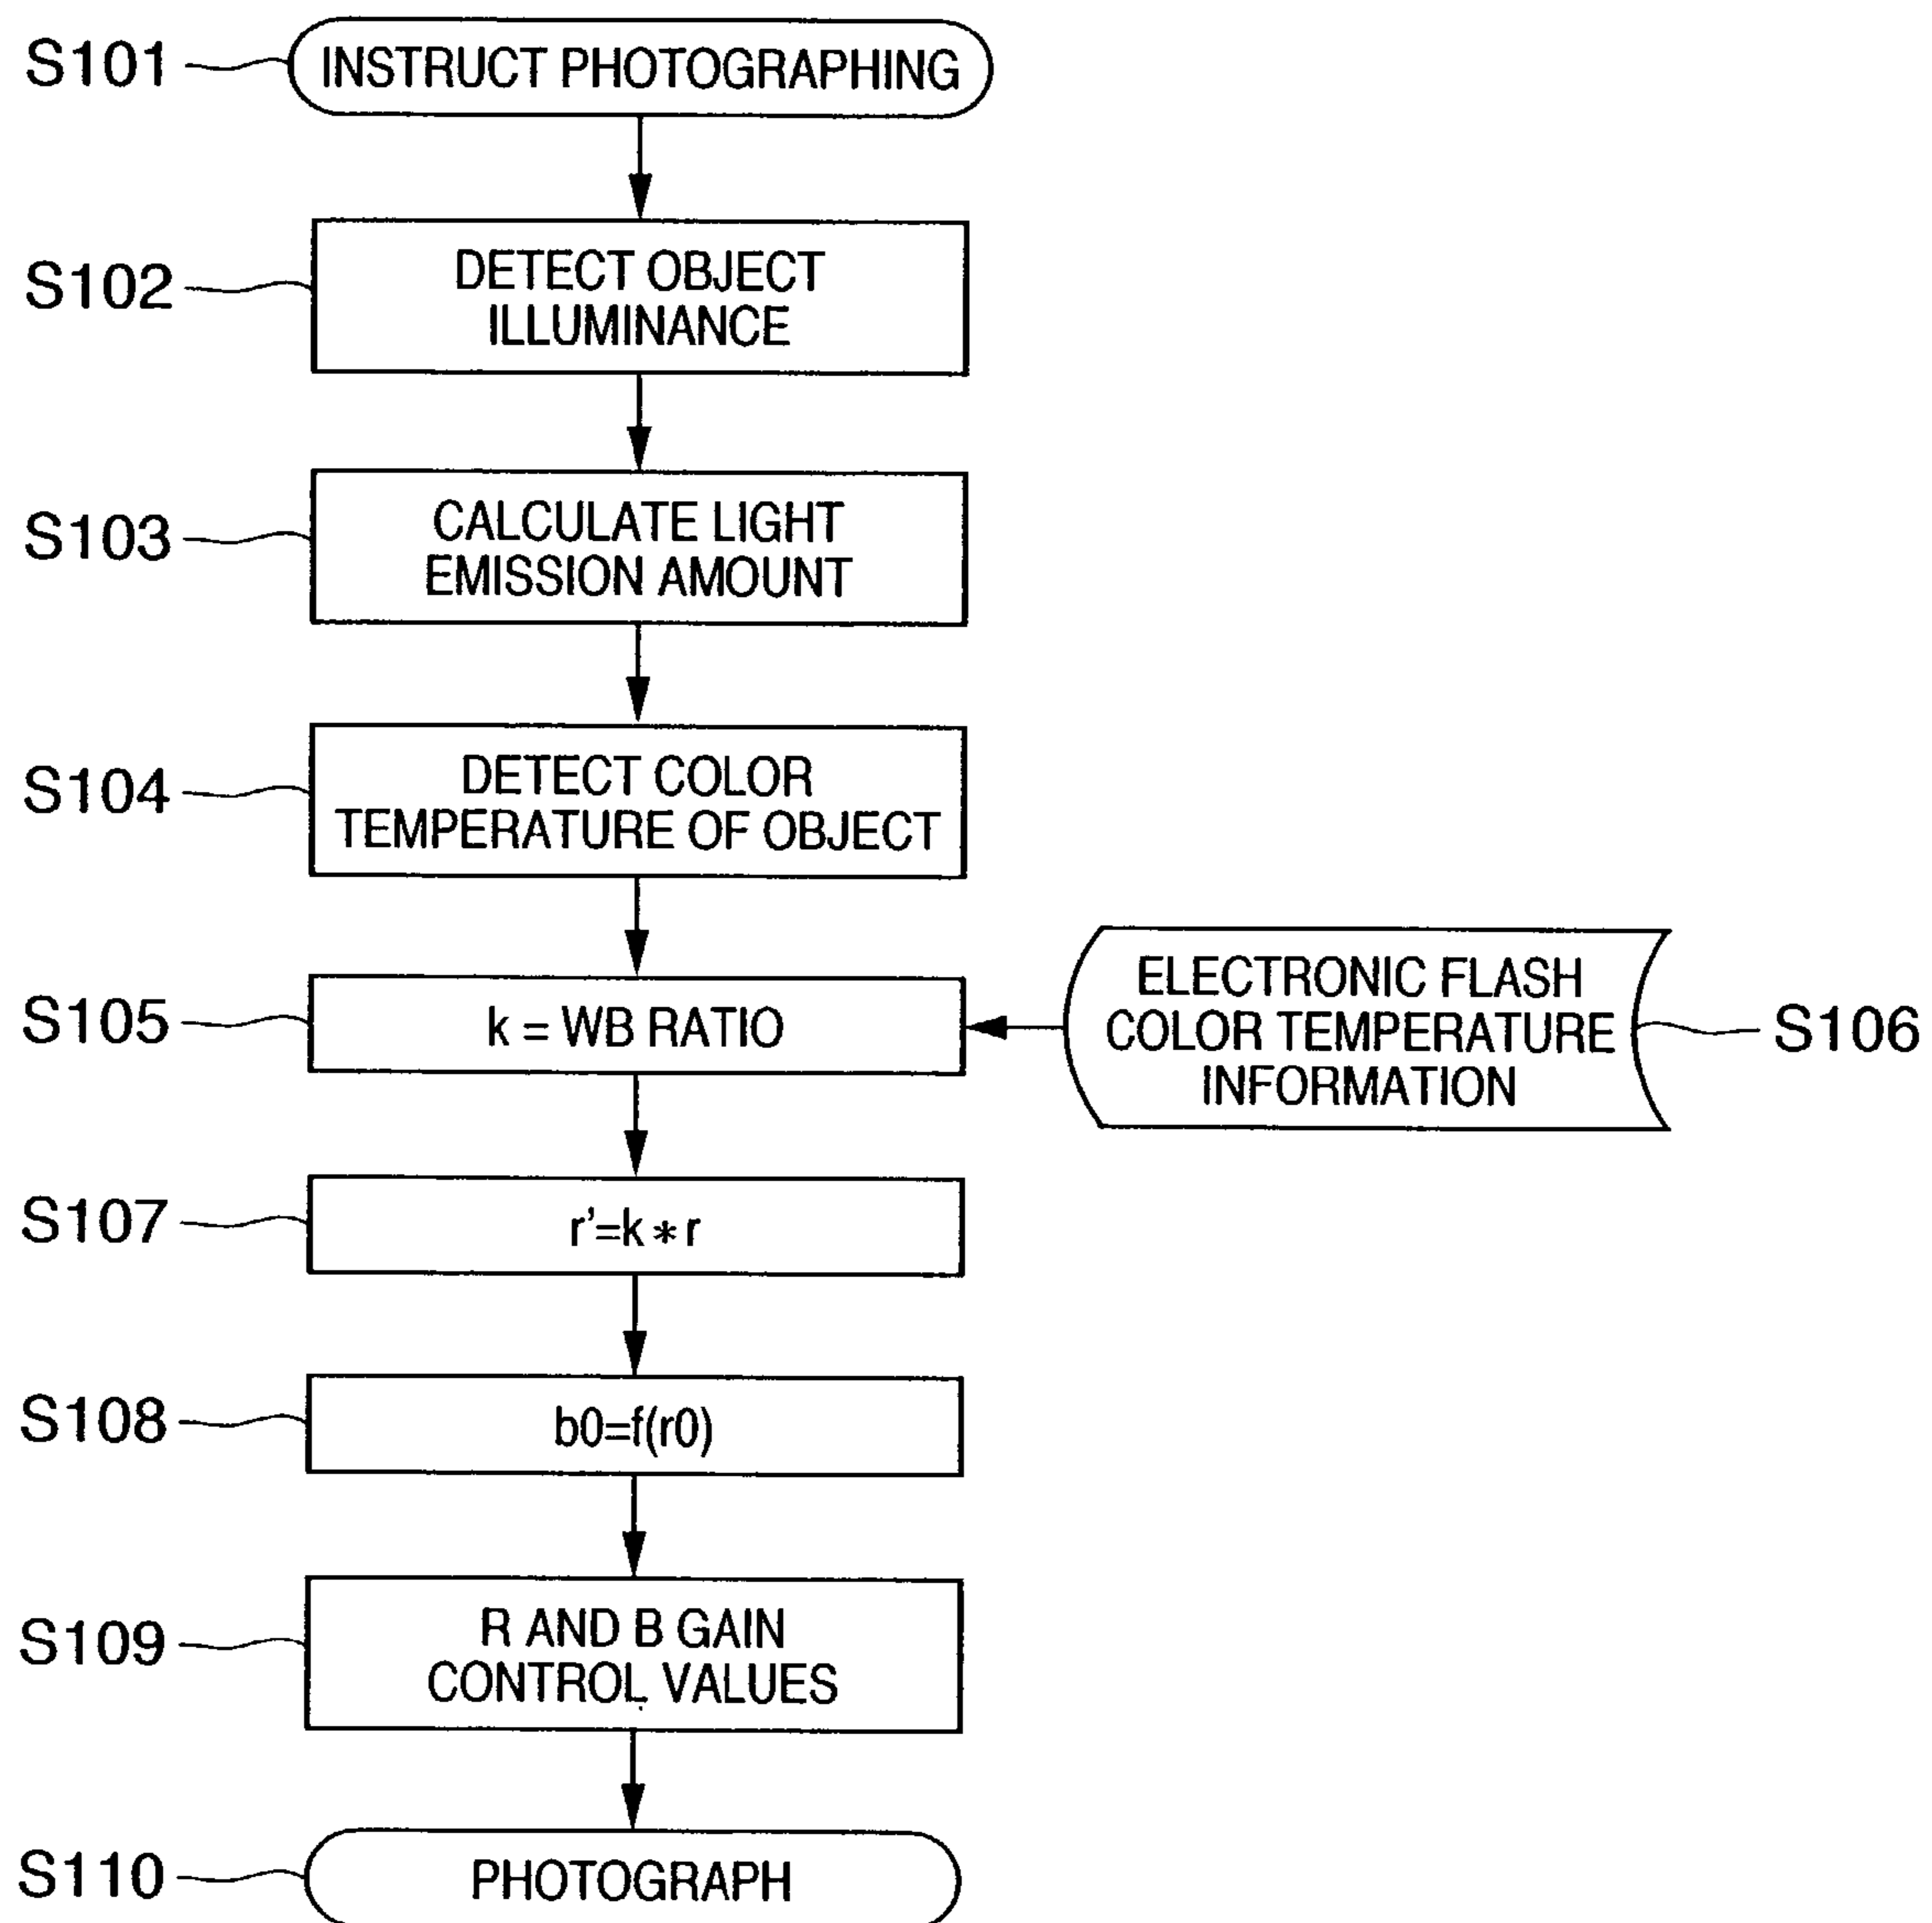 S101
INSTRUCT PHOTOGRAPHING
S102
DETECT OBJECT
ILLUMINANCE
S103
CALCULATE LIGHT
EMISSION AMOUNT
S104
DETECT COLOR
TEMPERATURE OF OBJECT
S105
k = WB RATIO
ELECTRONIC FLASH
COLOR TEMPERATURE
INFORMATION
S106
S107
r'=k*r
S108
b0=f(r0)
S109
R AND B GAIN
CONTROL VALUES
S110
PHOTOGRAPH